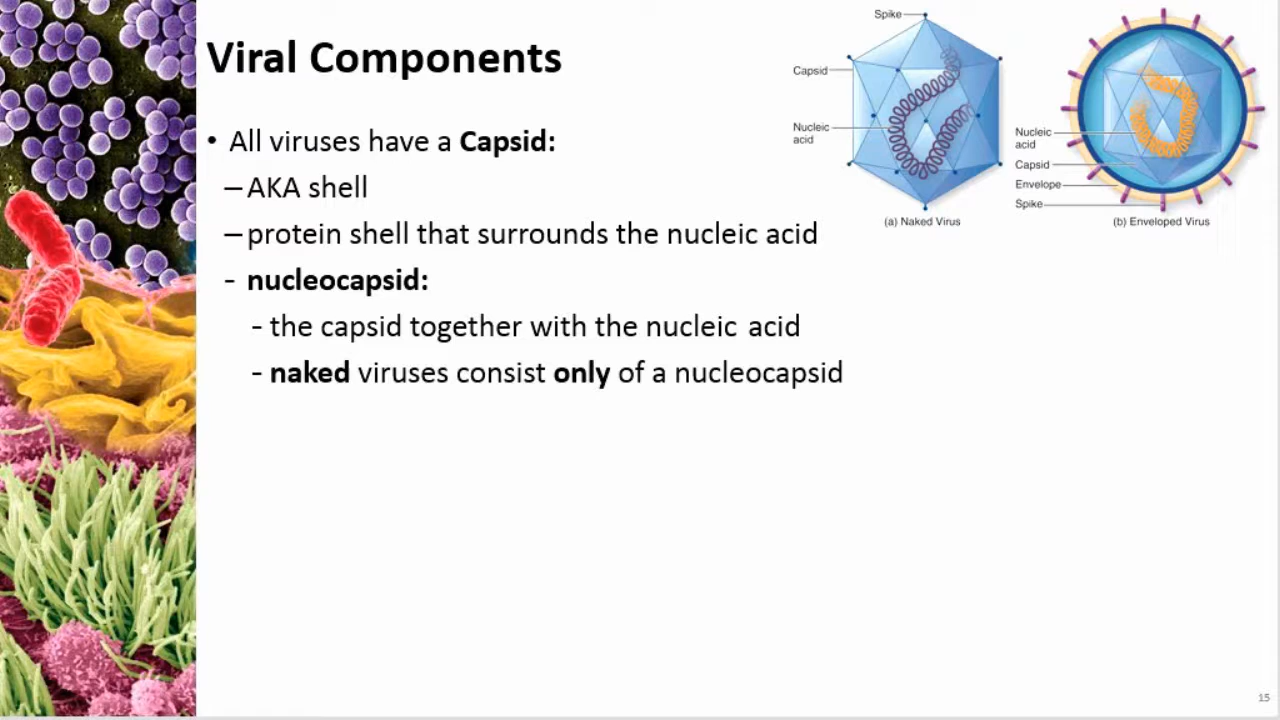 Viral Components
• All viruses have a Capsid:
– AKA shell
– protein shell that surrounds the nucleic acid
- nucleocapsid:
- the capsid together with the nucleic acid
- naked viruses consist only of a nucleocapsid
Spike
Capsid
Nucleic
acid
(a) Naked Virus
Nucleic
acid
Capsid
Envelope
Spike
(b) Enveloped Virus
15